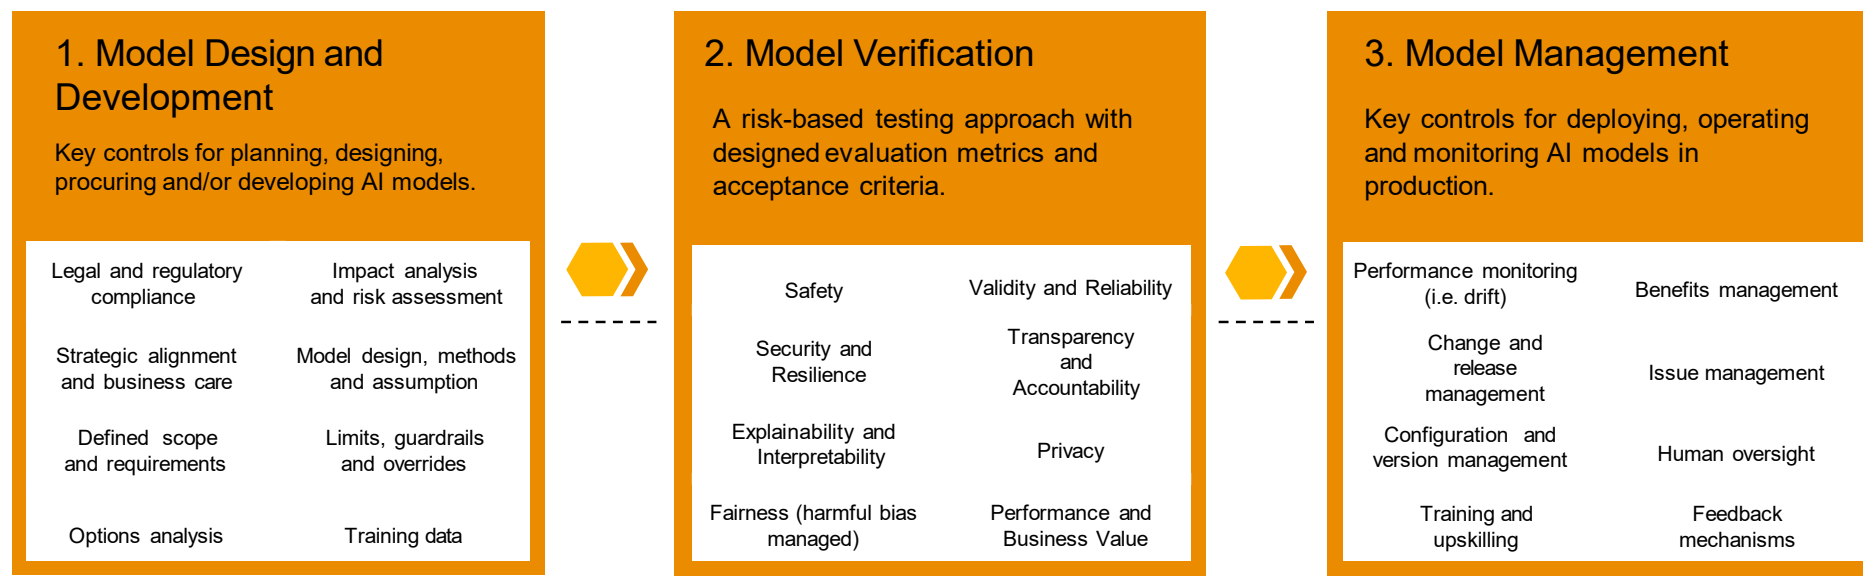 1. Model Design and
Development
Key controls for planning, designing,
procuring and/or developing AI models.
Legal and regulatory
compliance
Impact analysis
and risk assessment
Strategic alignment
and business care
Model design, methods
and assumption
Defined scope
and requirements
Limits, guardrails
and overrides
Options analysis
Training data
2. Model Verification
A risk-based testing approach with
designed evaluation metrics and
acceptance criteria.
Safety
Validity and Reliability
Security and
Resilience
Transparency
and
Accountability
Explainability and
Interpretability
Privacy
Fairness (harmful bias
managed)
Performance and
Business Value
3. Model Management
Key controls for deploying, operating
and monitoring AI models in
production.
Performance monitoring
(i.e. drift)
Benefits management
Change and
release
management
Issue management
Configuration and
version management
Human oversight
Training and
upskilling
Feedback
mechanisms